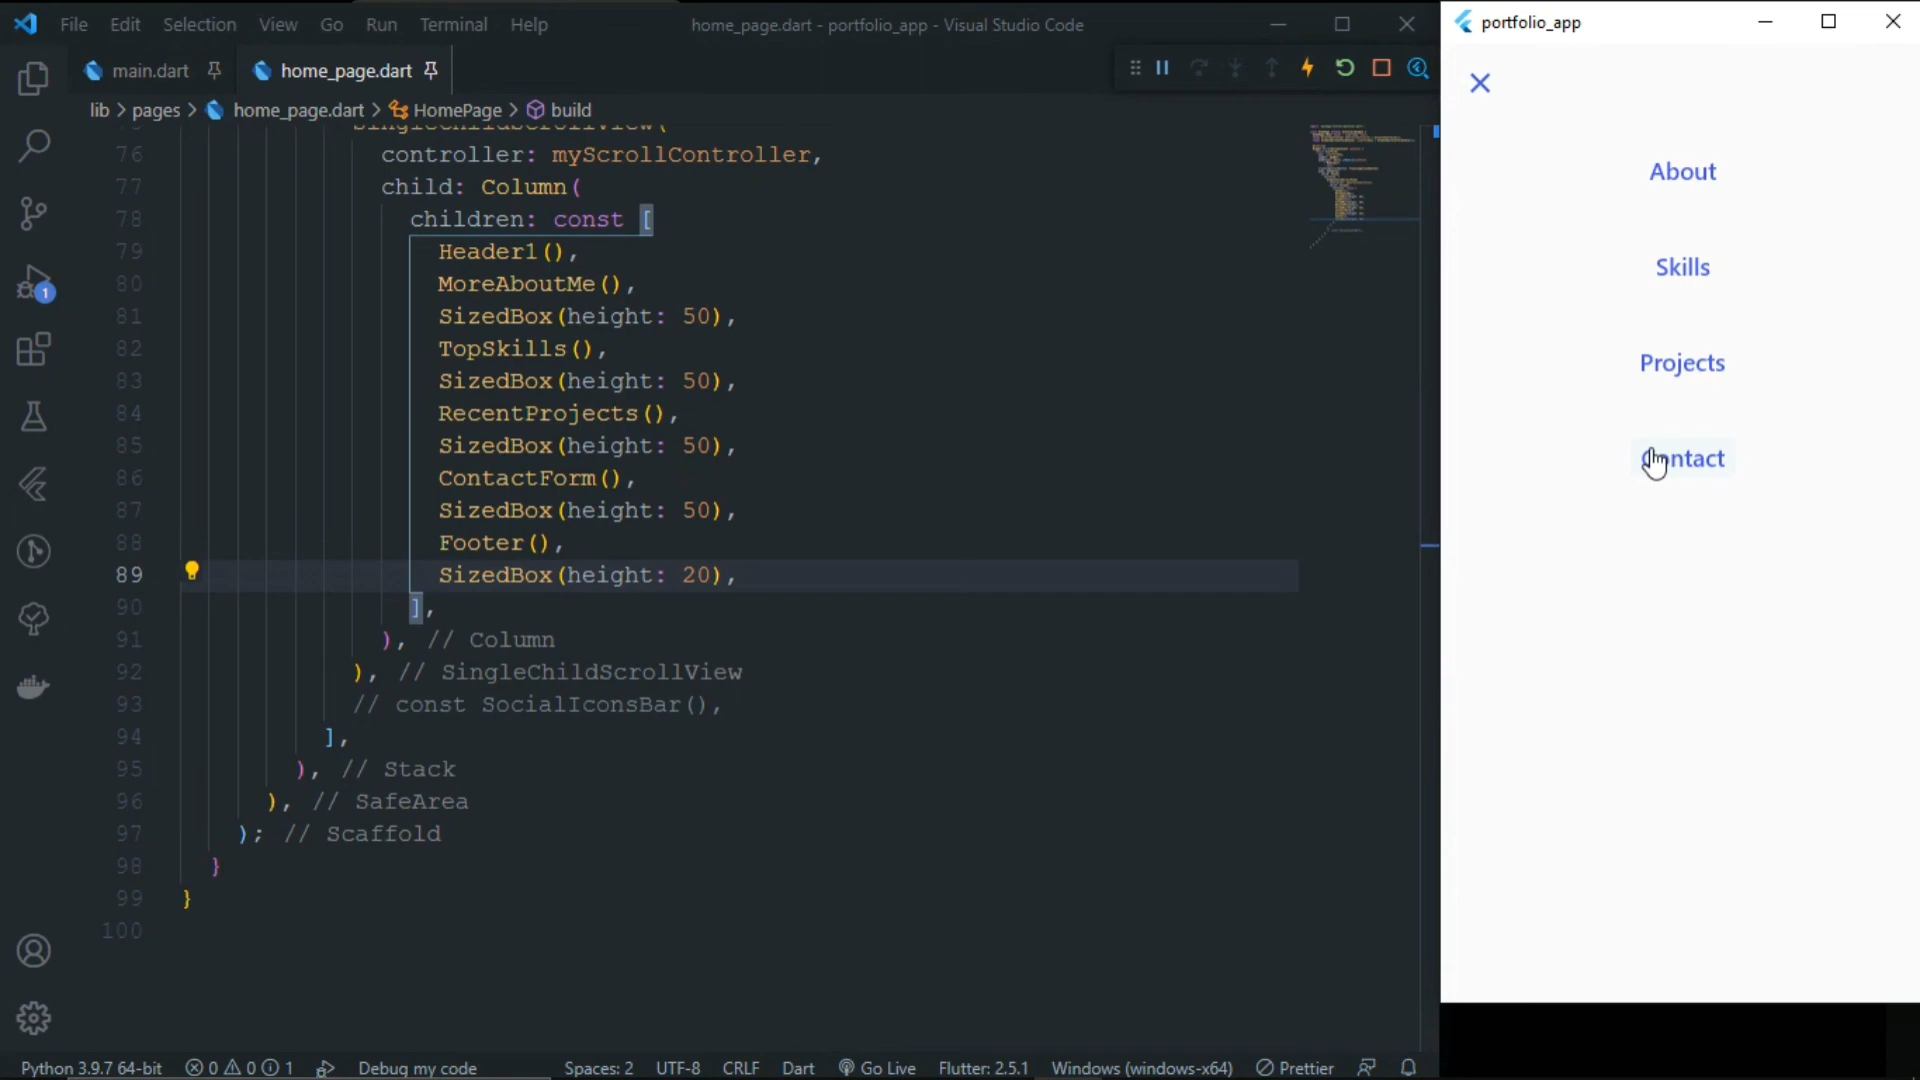 File Edit Selection View Go Run Terminal Help
home_page.dart - portfolio_app - Visual Studio Code
main.dart
home_page.dart
lib > pages > home_page.dart > HomePage > build
SingleChildScrollView(
76 controller: myScrollController,
77 child: Column(
78 children: const [
79 Header1(),
80 MoreAboutMe(),
81 SizedBox(height: 50),
82 TopSkills(),
83 SizedBox(height: 50),
84 RecentProjects(),
85 SizedBox(height: 50),
86 ContactForm(),
87 SizedBox(height: 50),
88 Footer(),
89 SizedBox(height: 20),
90 ],
91 ), // Column
92 ), // SingleChildScrollView
93 // const SocialIconsBar(),
94 ],
95 ), // Stack
96 ), // SafeArea
97 ); // Scaffold
98 }
99 }
100
1
Python 3.9.7 64-bit 0 0 1 Debug my code Spaces: 2 UTF-8 CRLF Dart Go Live Flutter: 2.5.1 Windows (windows-x64) Prettier
portfolio_app
About
Skills
Projects
Contact